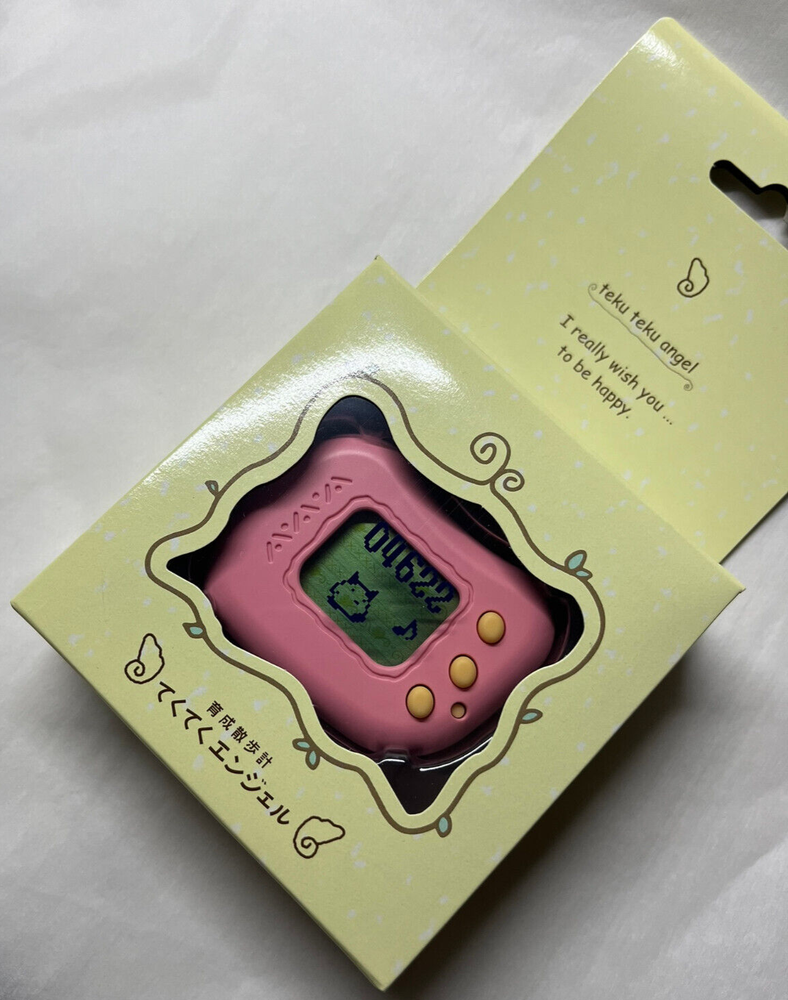 teku teku angel
I really wish you ...
to be happy.
育成散歩計
てくてくエンジェル